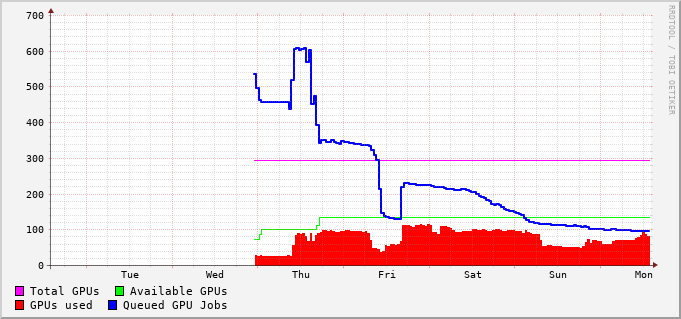 700
600
500
400
300
200
100
0
Tue Wed Thu Fri Sat Sun Mon
Total GPUs Available GPUs
GPUs used Queued GPU Jobs
RRDTOOL / TOBI OETIKER